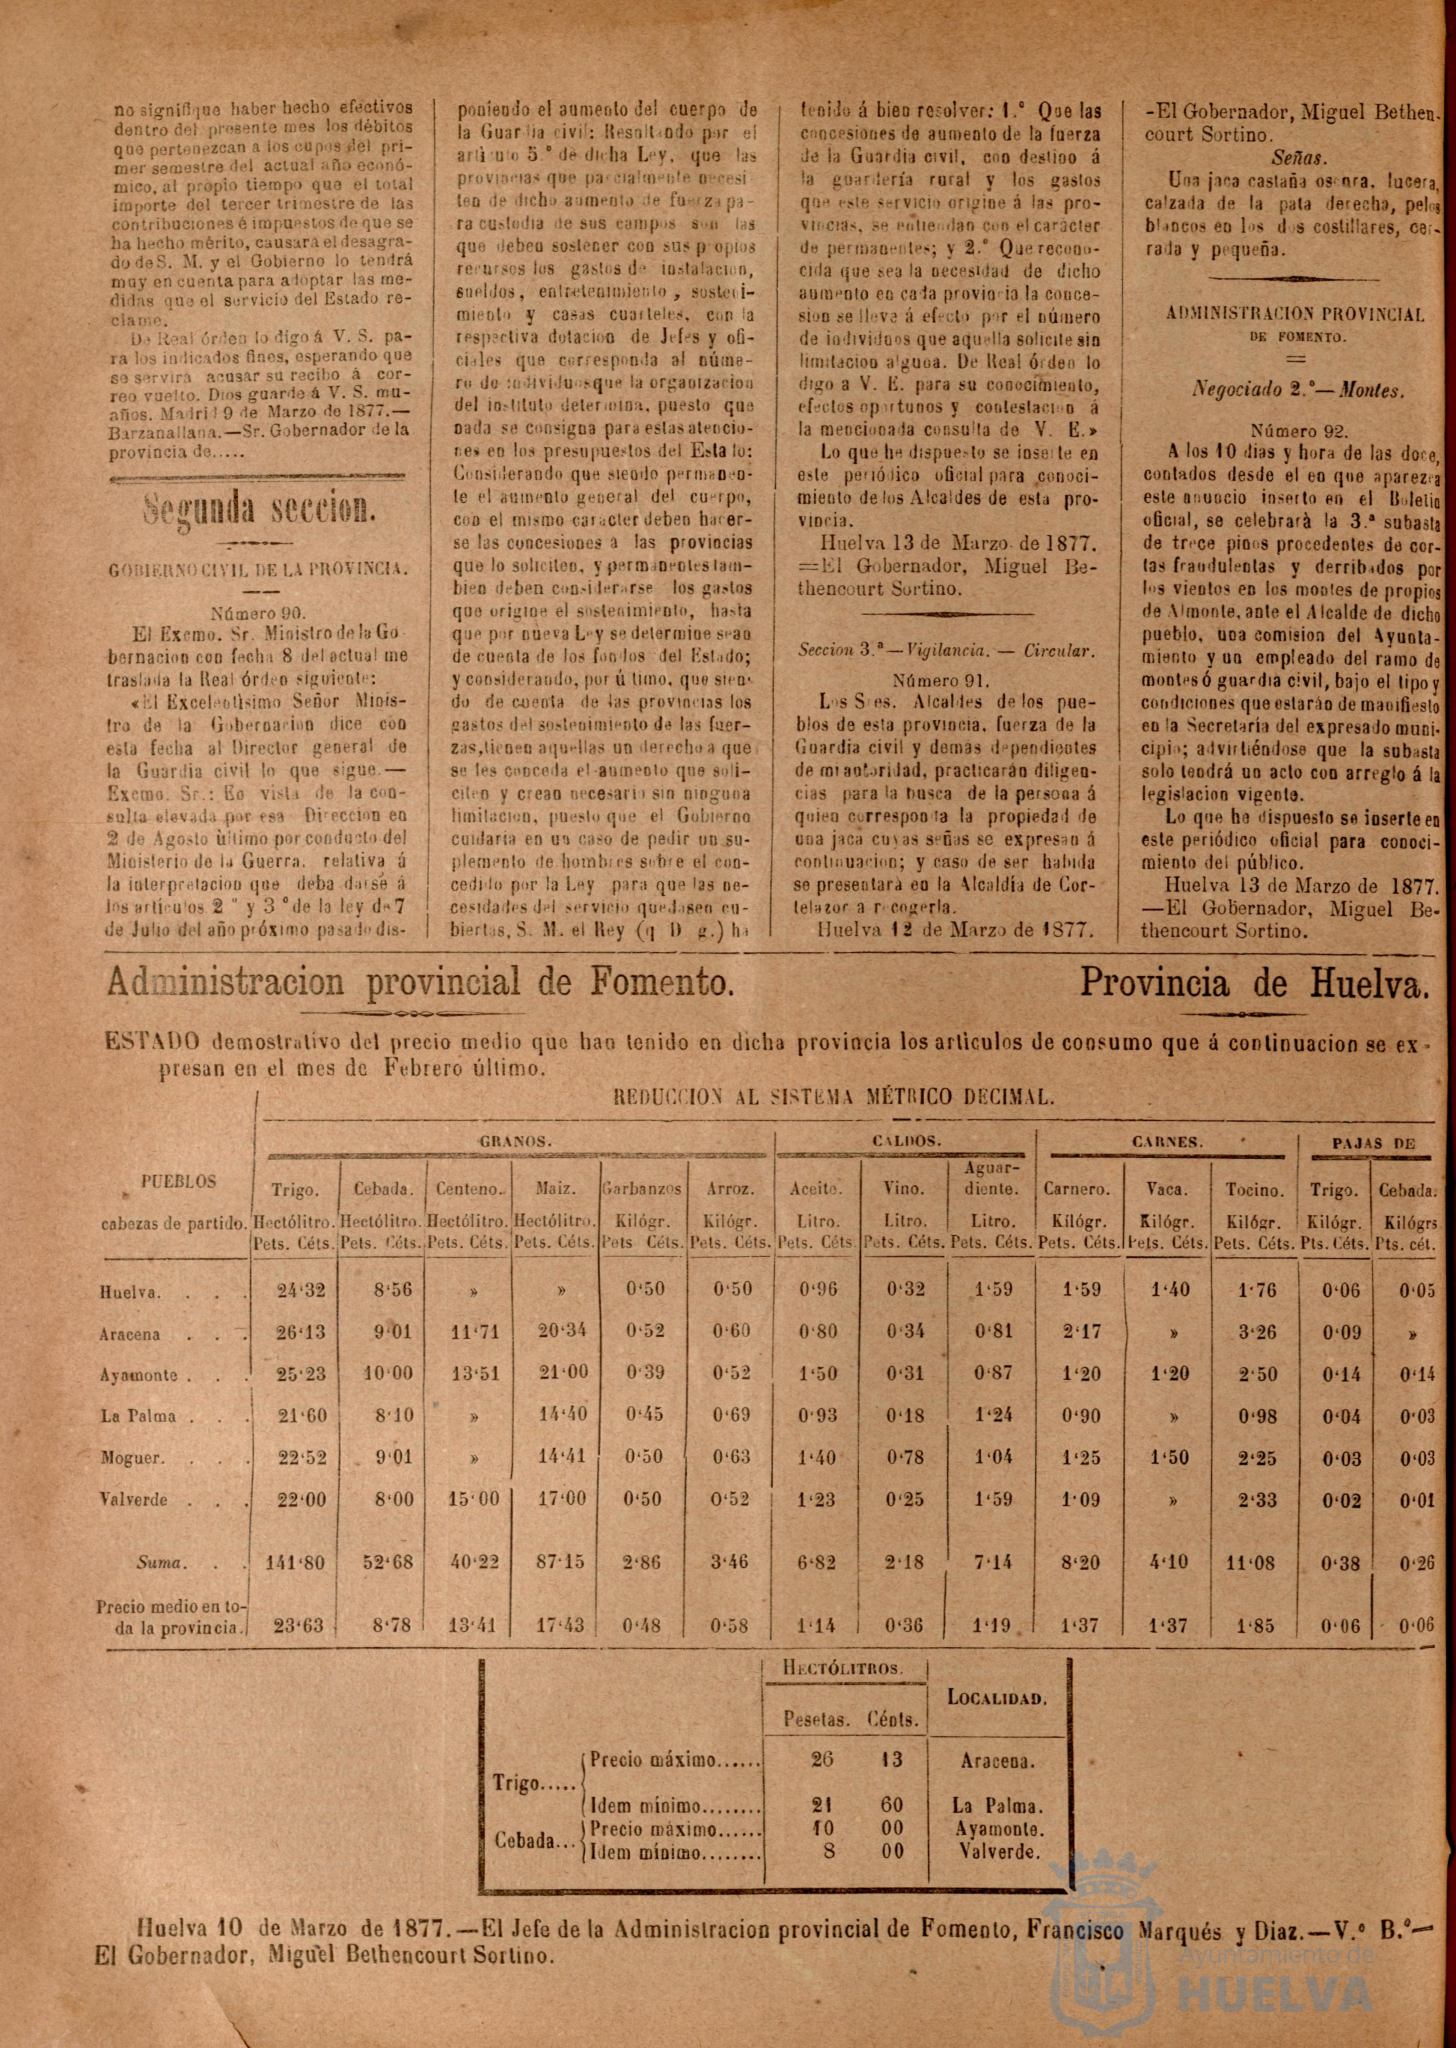 no signifique haber hecho efectivos
dentro del presente mes los débitos
que pertenezcan a los cupos del pri-
mer semestre del actual año econó-
mico, al propio tiempo que el total
importe del tercer trimestre de las
contribuciones é impuestos de que se
ha hecho mérito, causará el desagra-
do de S. M. y el Gobierno lo tendrá
muy en cuenta para adoptar las me-
didas que el servicio del Estado re-
clame.
De Real órden lo digo á V. S. pa-
ra los indicados fines, esperando que
se servirá acusar su recibo á cor-
reo vuelto. Dios guarde á V. S. mu-
años. Madrid 9 de Marzo de 1877.—
Barzanallana.—Sr. Gobernador de la
provincia de.....
Segunda seccion.
GOBIERNO CIVIL DE LA PROVINCIA.
Número 90.
El Exemo. Sr. Ministro de la Go
bernacion con fecha 8 del actual me
traslada la Real órden siguiente:
«El Excelentísimo Señor Minis-
tro de la Gobernacion dice con
esta fecha al Director general de
la Guardia civil lo que sigue.—
Exemo. Sr.: En vista de la con-
sulta elevada por esa Direccion en
2 de Agosto ùltimo por conducto del
Ministerio de la Guerra, relativa á
la interpretacion que deba darse á
los artículos 2º y 3º de la ley de 7
de Julio del año próximo pasado dis-
poniendo el aumento del cuerpo de
la Guardia civil: Resultando por el
artículo 5.º de dicha Ley, que las
provincias que parcialmente necesi
ten de dicho aumento de fuerza pa-
ra custodia de sus campos son las
que deben sostener con sus propios
recursos los gastos de instalacion,
sueldos, entretenimiento, sosteni-
miento y casas cuarteles, con la
respectiva dotacion de Jefes y ofi-
ciales que corresponda al núme-
ro de individuos que la organizacion
del instituto determina, puesto que
nada se consigna para estas atencio-
nes en los presupuestos del Estado:
Considerando que siendo permanen-
te el aumento general del cuerpo,
con el mismo carácter deben hacer-
se las concesiones à las provincias
que lo soliciten, y permanentes tam-
bien deben considerarse los gastos
que origine el sostenimiento, hasta
que por nueva Ley se determine sean
de cuenta de los fondos del Estado;
y considerando, por último, que sien-
do de cuenta de las provincias los
gastos del sostenimiento de las fuer-
zas, tienen aquellas un derecho a que
se les conceda el aumento que soli-
citen y crean necesario sin ninguna
limitacion, puesto que el Gobierno
cuidaria en un caso de pedir un su-
plemento de hombres sobre el con-
cedido por la Ley para que las ne-
cesidades del servicio quedasen cu-
biertas, S. M. el Rey (q D g.) ha
tenido á bien resolver: 1.º Que las
concesiones de aumento de la fuerza
de la Guardia civil, con destino á
la guardería rural y los gastos
que este servicio origine á las pro-
vincias, se entiendan con el carácter
de permanentes; y 2.º Que recono-
cida que sea la necesidad de dicho
aumento en cada provincia la conce-
sion se lleve á efecto por el número
de individuos que aquella solicite sin
limitacion alguna. De Real órden lo
digo a V. E. para su conocimiento,
efectos oportunos y contestacion á
la mencionada consulta de V. E.»
Lo que he dispuesto se inserte en
este periódico oficial para conoci-
miento de los Alcaldes de esta pro-
vincia.
Huelva 13 de Marzo de 1877.
=El Gobernador, Miguel Be-
thencourt Sortino.
Seccion 3.ª—Vigilancia. — Circular.
Número 91.
Los Sres. Alcaldes de los pue-
blos de esta provincia, fuerza de la
Guardia civil y demás dependientes
de mi autoridad, practicarán diligen-
cias para la busca de la persona á
quien corresponda la propiedad de
una jaca cuyas señas se expresan á
continuacion; y caso de ser habida
se presentará en la Alcaldía de Cor-
telazor a recogerla.
Huelva 12 de Marzo de 1877.
-El Gobernador, Miguel Bethen-
court Sortino.
Señas.
Una jaca castaña oscura, lucera,
calzada de la pata derecha, pelos
blancos en los dos costillares, cer-
rada y pequeña.
ADMINISTRACION PROVINCIAL
DE FOMENTO.
Negociado 2.º—Montes.
Número 92.
A los 10 dias y hora de las doce,
contados desde el en que aparezca
este anuncio inserto en el Boletin
oficial, se celebrará la 3.ª subasta
de trece pinos procedentes de cor-
tas fraudulentas y derribados por
los vientos en los montes de propios
de Almonte, ante el Alcalde de dicho
pueblo, una comision del Ayunta-
miento y un empleado del ramo de
montes ó guardia civil, bajo el tipo y
condiciones que estarán de manifiesto
en la Secretaría del expresado muni-
cipio; advirtiéndose que la subasta
solo tendrá un acto con arreglo á la
legislacion vigente.
Lo que he dispuesto se inserte en
este periódico oficial para conoci-
miento del público.
Huelva 13 de Marzo de 1877.
—El Gobernador, Miguel Be-
thencourt Sortino.
Administracion provincial de Fomento. Provincia de Huelva.
ESTADO demostrativo del precio medio que han tenido en dicha provincia los artìculos de consumo que á continuacion se ex-
presan en el mes de Febrero último.
REDUCCION AL SISTEMA MÉTRICO DECIMAL.
GRANOS. CALDOS. CARNES. PAJAS DE
PUEBLOS cabezas de partido. Trigo. Cebada. Centeno. Maiz. Garbanzos Arroz. Aceite. Vino. Aguar-diente. Carnero. Vaca. Tocino. Trigo. Cebada.
Hectólitro. Hectólitro. Hectólitro. Hectólitro. Kilógr. Kilógr. Litro. Litro. Litro. Kilógr. Kilógr. Kilógr. Kilógr. Kilógrs
Pets. Céts. Pets. Céts. Pets. Céts. Pets. Céts. Pets Céts. Pets. Céts. Pets. Céts Pets. Céts. Pets. Céts. Pets. Céts. Pets. Céts. Pets. Céts. Pts. Céts. Pts. cét.
Huelva. . . . 24‘32 8‘56 » » 0‘50 0‘50 0‘96 0‘32 1‘59 1‘59 1‘40 1‘76 0‘06 0‘05
Aracena . . . 26‘13 9‘01 11‘71 20‘34 0‘52 0‘60 0‘80 0‘34 0‘81 2‘17 » 3‘26 0‘09 »
Ayamonte . . . 25‘23 10‘00 13‘51 21‘00 0‘39 0‘52 1‘50 0‘31 0‘87 1‘20 1‘20 2‘50 0‘14 0‘14
La Palma . . . 21‘60 8‘10 » 14‘40 0‘45 0‘69 0‘93 0‘18 1‘24 0‘90 » 0‘98 0‘04 0‘03
Moguer. . . . 22‘52 9‘01 » 14‘41 0‘50 0‘63 1‘40 0‘78 1‘04 1‘25 1‘50 2‘25 0‘03 0‘03
Valverde . . . 22‘00 8‘00 15‘00 17‘00 0‘50 0‘52 1‘23 0‘25 1‘59 1‘09 » 2‘33 0‘02 0‘01
Suma. . . 141‘80 52‘68 40‘22 87‘15 2‘86 3‘46 6‘82 2‘18 7‘14 8‘20 4‘10 11‘08 0‘38 0‘26
Precio medio en to-
da la provincia. 23‘63 8‘78 13‘41 17‘43 0‘48 0‘58 1‘14 0‘36 1‘19 1‘37 1‘37 1‘85 0‘06 0‘06
HECTÓLITROS. LOCALIDAD.
Pesetas. Cénts.
Trigo..... Precio máximo...... 26 13 Aracena.
Idem mínimo........ 21 60 La Palma.
Cebada... Precio máximo...... 10 00 Ayamonte.
Idem mínimo........ 8 00 Valverde.
Huelva 10 de Marzo de 1877.—El Jefe de la Administracion provincial de Fomento, Francisco Marqués y Diaz.—V.º B.º—
El Gobernador, Miguel Bethencourt Sortino.
Ayuntamiento de
HUELVA